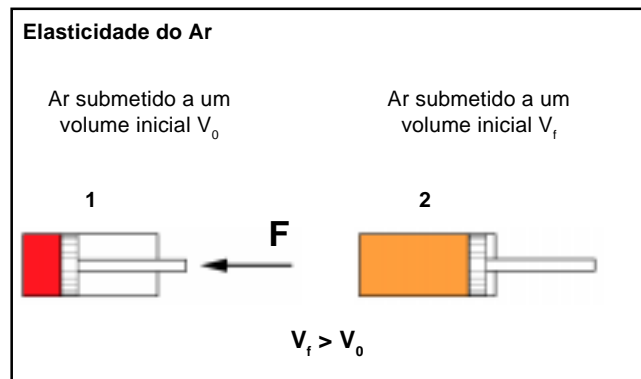 Elasticidade do Ar
Ar submetido a um
volume inicial V₀
Ar submetido a um
volume inicial Vf
1
2
F
Vf > V₀